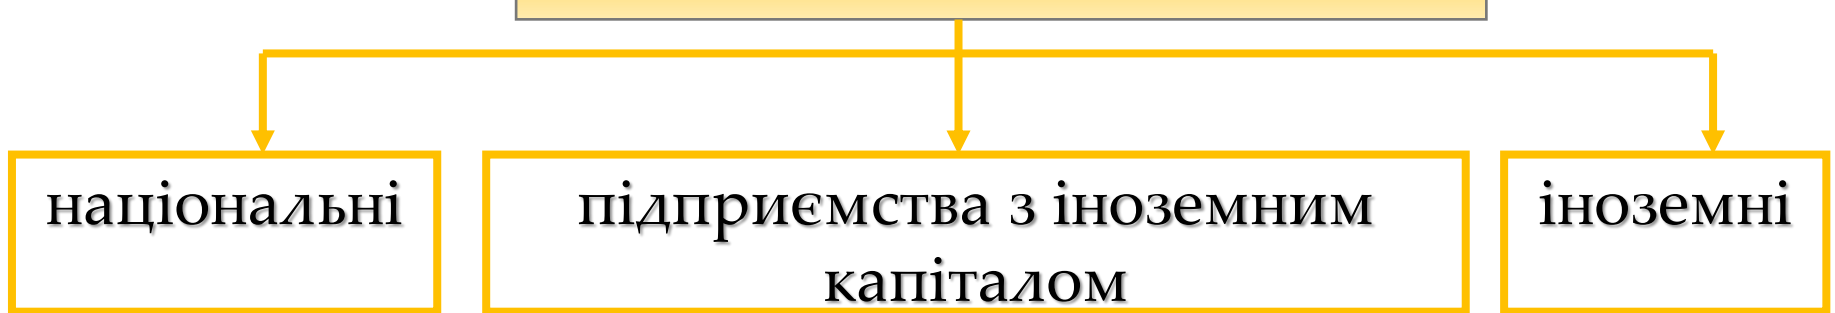 національні
підприємства з іноземним
капіталом
іноземні